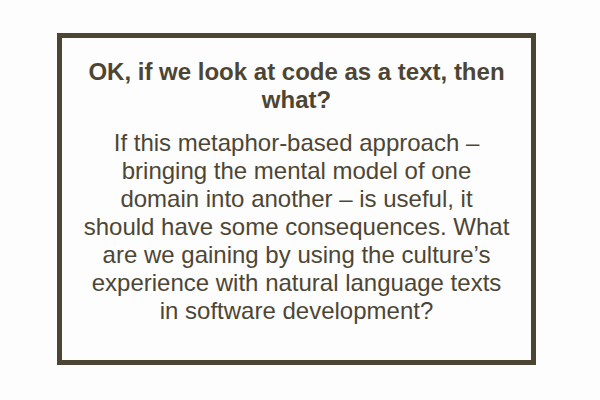 OK, if we look at code as a text, then
what?
If this metaphor-based approach –
bringing the mental model of one
domain into another – is useful, it
should have some consequences. What
are we gaining by using the culture’s
experience with natural language texts
in software development?